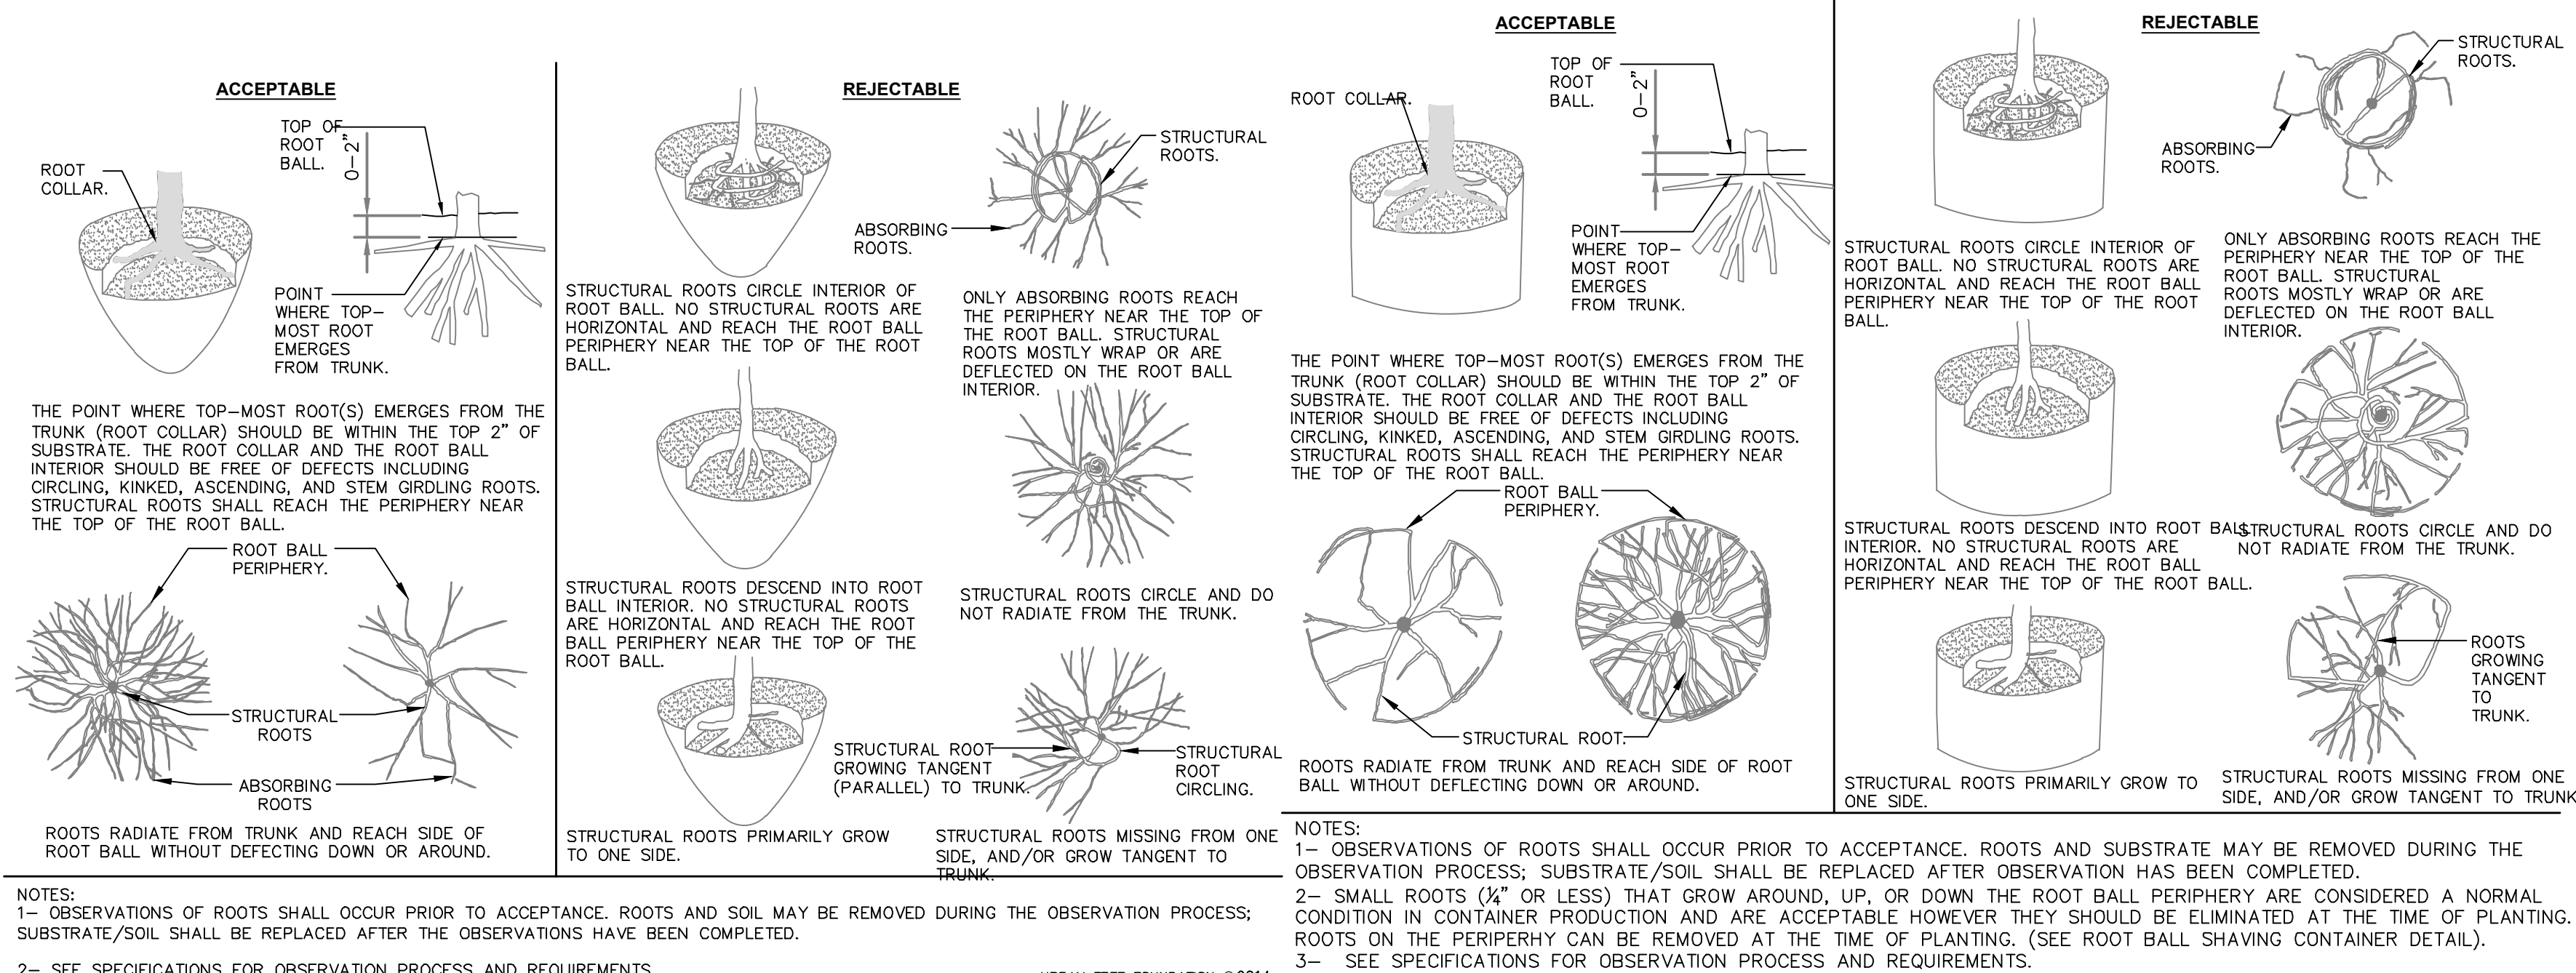 ACCEPTABLE
TOP OF
ROOT
BALL.
0-2"
ROOT
COLLAR.
POINT
WHERE TOP-
MOST ROOT
EMERGES
FROM TRUNK.
THE POINT WHERE TOP-MOST ROOT(S) EMERGES FROM THE
TRUNK (ROOT COLLAR) SHOULD BE WITHIN THE TOP 2" OF
SUBSTRATE. THE ROOT COLLAR AND THE ROOT BALL
INTERIOR SHOULD BE FREE OF DEFECTS INCLUDING
CIRCLING, KINKED, ASCENDING, AND STEM GIRDLING ROOTS.
STRUCTURAL ROOTS SHALL REACH THE PERIPHERY NEAR
THE TOP OF THE ROOT BALL.
ROOT BALL
PERIPHERY.
STRUCTURAL
ROOTS
ABSORBING
ROOTS
ROOTS RADIATE FROM TRUNK AND REACH SIDE OF
ROOT BALL WITHOUT DEFECTING DOWN OR AROUND.
REJECTABLE
STRUCTURAL
ROOTS.
ABSORBING
ROOTS.
STRUCTURAL ROOTS CIRCLE INTERIOR OF
ROOT BALL. NO STRUCTURAL ROOTS ARE
HORIZONTAL AND REACH THE ROOT BALL
PERIPHERY NEAR THE TOP OF THE ROOT
BALL.
ONLY ABSORBING ROOTS REACH
THE PERIPHERY NEAR THE TOP OF
THE ROOT BALL. STRUCTURAL
ROOTS MOSTLY WRAP OR ARE
DEFLECTED ON THE ROOT BALL
INTERIOR.
STRUCTURAL ROOTS DESCEND INTO ROOT
BALL INTERIOR. NO STRUCTURAL ROOTS
ARE HORIZONTAL AND REACH THE ROOT
BALL PERIPHERY NEAR THE TOP OF THE
ROOT BALL.
STRUCTURAL ROOTS CIRCLE AND DO
NOT RADIATE FROM THE TRUNK.
STRUCTURAL ROOT
GROWING TANGENT
(PARALLEL) TO TRUNK.
STRUCTURAL
ROOT
CIRCLING.
STRUCTURAL ROOTS PRIMARILY GROW
TO ONE SIDE.
STRUCTURAL ROOTS MISSING FROM ONE
SIDE, AND/OR GROW TANGENT TO
TRUNK.
NOTES:
1- OBSERVATIONS OF ROOTS SHALL OCCUR PRIOR TO ACCEPTANCE. ROOTS AND SOIL MAY BE REMOVED DURING THE OBSERVATION PROCESS;
SUBSTRATE/SOIL SHALL BE REPLACED AFTER THE OBSERVATIONS HAVE BEEN COMPLETED.
2- SEE SPECIFICATIONS FOR OBSERVATION PROCESS AND REQUIREMENTS.
URBAN TREE FOUNDATION © 2014
ACCEPTABLE
TOP OF
ROOT
BALL.
0-2"
ROOT COLLAR.
POINT
WHERE TOP-
MOST ROOT
EMERGES
FROM TRUNK.
THE POINT WHERE TOP-MOST ROOT(S) EMERGES FROM THE
TRUNK (ROOT COLLAR) SHOULD BE WITHIN THE TOP 2" OF
SUBSTRATE. THE ROOT COLLAR AND THE ROOT BALL
INTERIOR SHOULD BE FREE OF DEFECTS INCLUDING
CIRCLING, KINKED, ASCENDING, AND STEM GIRDLING ROOTS.
STRUCTURAL ROOTS SHALL REACH THE PERIPHERY NEAR
THE TOP OF THE ROOT BALL.
ROOT BALL
PERIPHERY.
STRUCTURAL ROOT.
ROOTS RADIATE FROM TRUNK AND REACH SIDE OF ROOT
BALL WITHOUT DEFLECTING DOWN OR AROUND.
REJECTABLE
STRUCTURAL
ROOTS.
ABSORBING
ROOTS.
STRUCTURAL ROOTS CIRCLE INTERIOR OF
ROOT BALL. NO STRUCTURAL ROOTS ARE
HORIZONTAL AND REACH THE ROOT BALL
PERIPHERY NEAR THE TOP OF THE ROOT
BALL.
ONLY ABSORBING ROOTS REACH THE
PERIPHERY NEAR THE TOP OF THE
ROOT BALL. STRUCTURAL
ROOTS MOSTLY WRAP OR ARE
DEFLECTED ON THE ROOT BALL
INTERIOR.
STRUCTURAL ROOTS DESCEND INTO ROOT BALL
INTERIOR. NO STRUCTURAL ROOTS ARE
HORIZONTAL AND REACH THE ROOT BALL
PERIPHERY NEAR THE TOP OF THE ROOT BALL.
STRUCTURAL ROOTS CIRCLE AND DO
NOT RADIATE FROM THE TRUNK.
ROOTS
GROWING
TANGENT
TO
TRUNK.
STRUCTURAL ROOTS PRIMARILY GROW TO
ONE SIDE.
STRUCTURAL ROOTS MISSING FROM ONE
SIDE, AND/OR GROW TANGENT TO TRUNK
NOTES:
1- OBSERVATIONS OF ROOTS SHALL OCCUR PRIOR TO ACCEPTANCE. ROOTS AND SUBSTRATE MAY BE REMOVED DURING THE
OBSERVATION PROCESS; SUBSTRATE/SOIL SHALL BE REPLACED AFTER OBSERVATION HAS BEEN COMPLETED.
2- SMALL ROOTS (¼" OR LESS) THAT GROW AROUND, UP, OR DOWN THE ROOT BALL PERIPHERY ARE CONSIDERED A NORMAL
CONDITION IN CONTAINER PRODUCTION AND ARE ACCEPTABLE HOWEVER THEY SHOULD BE ELIMINATED AT THE TIME OF PLANTING.
ROOTS ON THE PERIPERHY CAN BE REMOVED AT THE TIME OF PLANTING. (SEE ROOT BALL SHAVING CONTAINER DETAIL).
3- SEE SPECIFICATIONS FOR OBSERVATION PROCESS AND REQUIREMENTS.